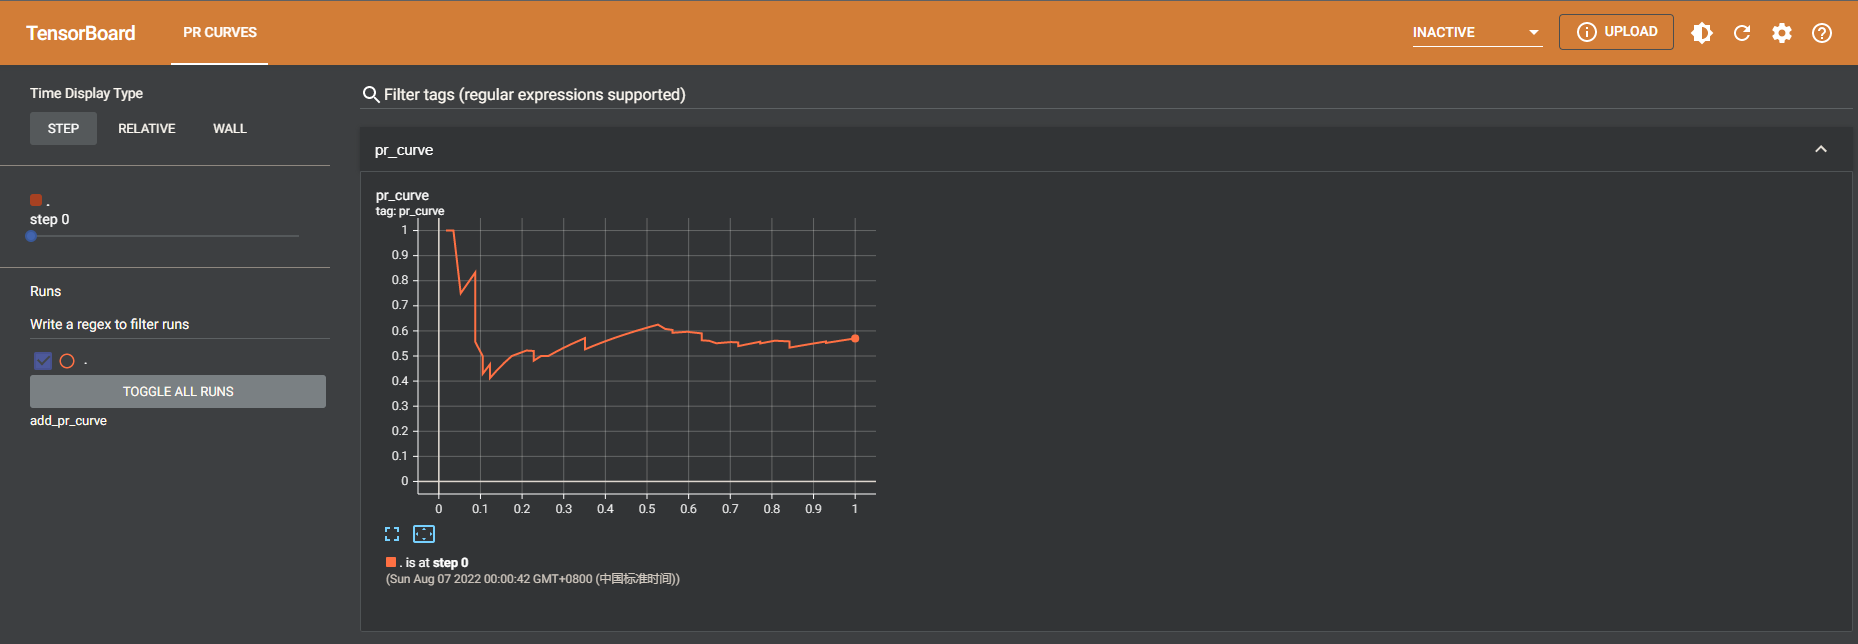 TensorBoard PR CURVES INACTIVE UPLOAD
Time Display Type
STEP RELATIVE WALL
.
step 0
Runs
Write a regex to filter runs
.
TOGGLE ALL RUNS
add_pr_curve
Filter tags (regular expressions supported)
pr_curve
pr_curve
tag: pr_curve
1
0.9
0.8
0.7
0.6
0.5
0.4
0.3
0.2
0.1
0
0 0.1 0.2 0.3 0.4 0.5 0.6 0.7 0.8 0.9 1
. is at step 0
(Sun Aug 07 2022 00:00:42 GMT+0800 (中国标准时间))